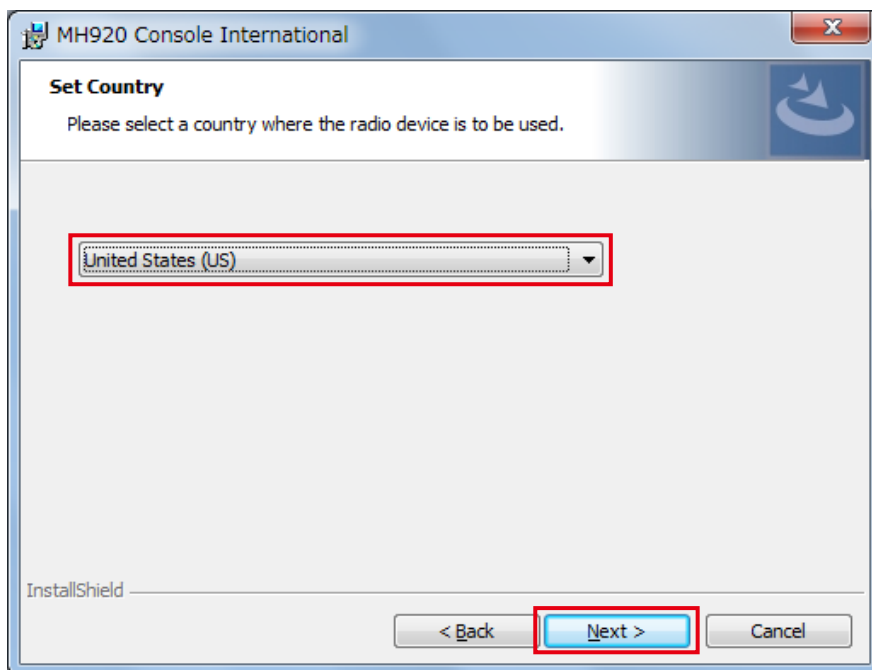 MH920 Console International
Set Country
Please select a country where the radio device is to be used.
United States (US)
InstallShield
< Back
Next >
Cancel